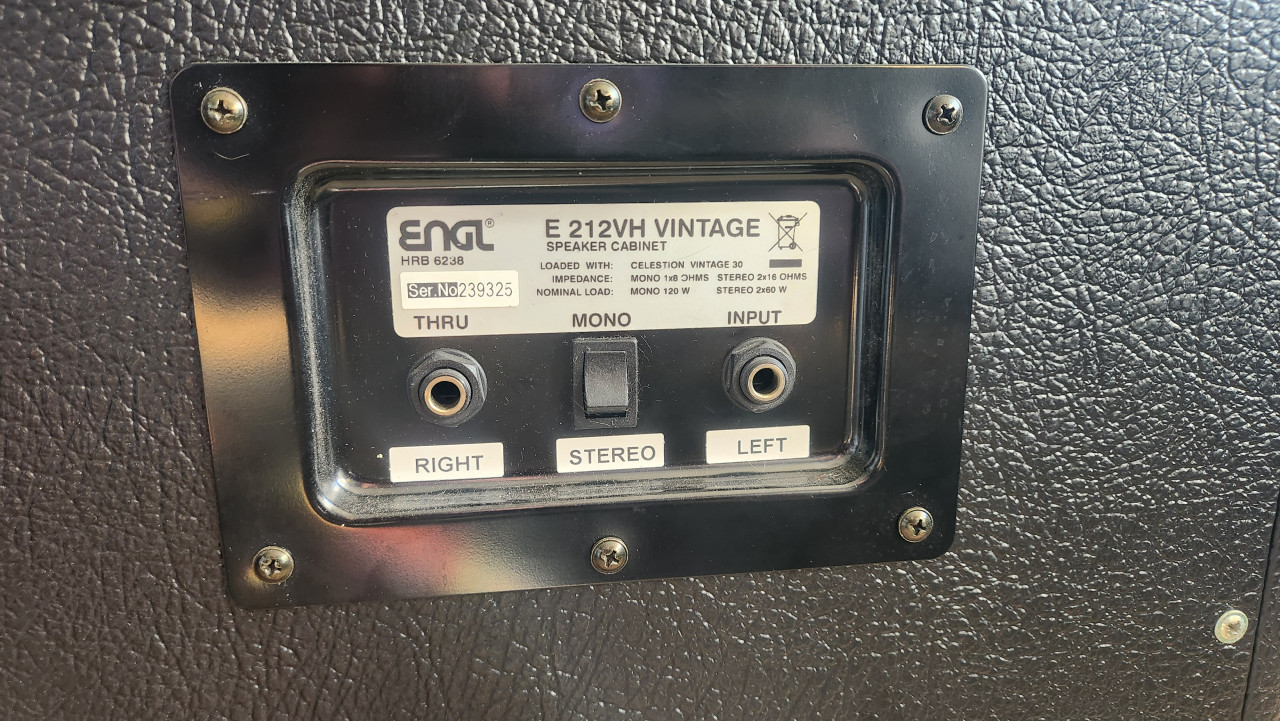 ENGL®
E 212VH VINTAGE
SPEAKER CABINET
HRB 6238
LOADED WITH: CELESTION VINTAGE 30
IMPEDANCE: MONO 1x8 OHMS STEREO 2x16 OHMS
NOMINAL LOAD: MONO 120 W STEREO 2x60 W
Ser.No239325
THRU MONO INPUT
RIGHT STEREO LEFT